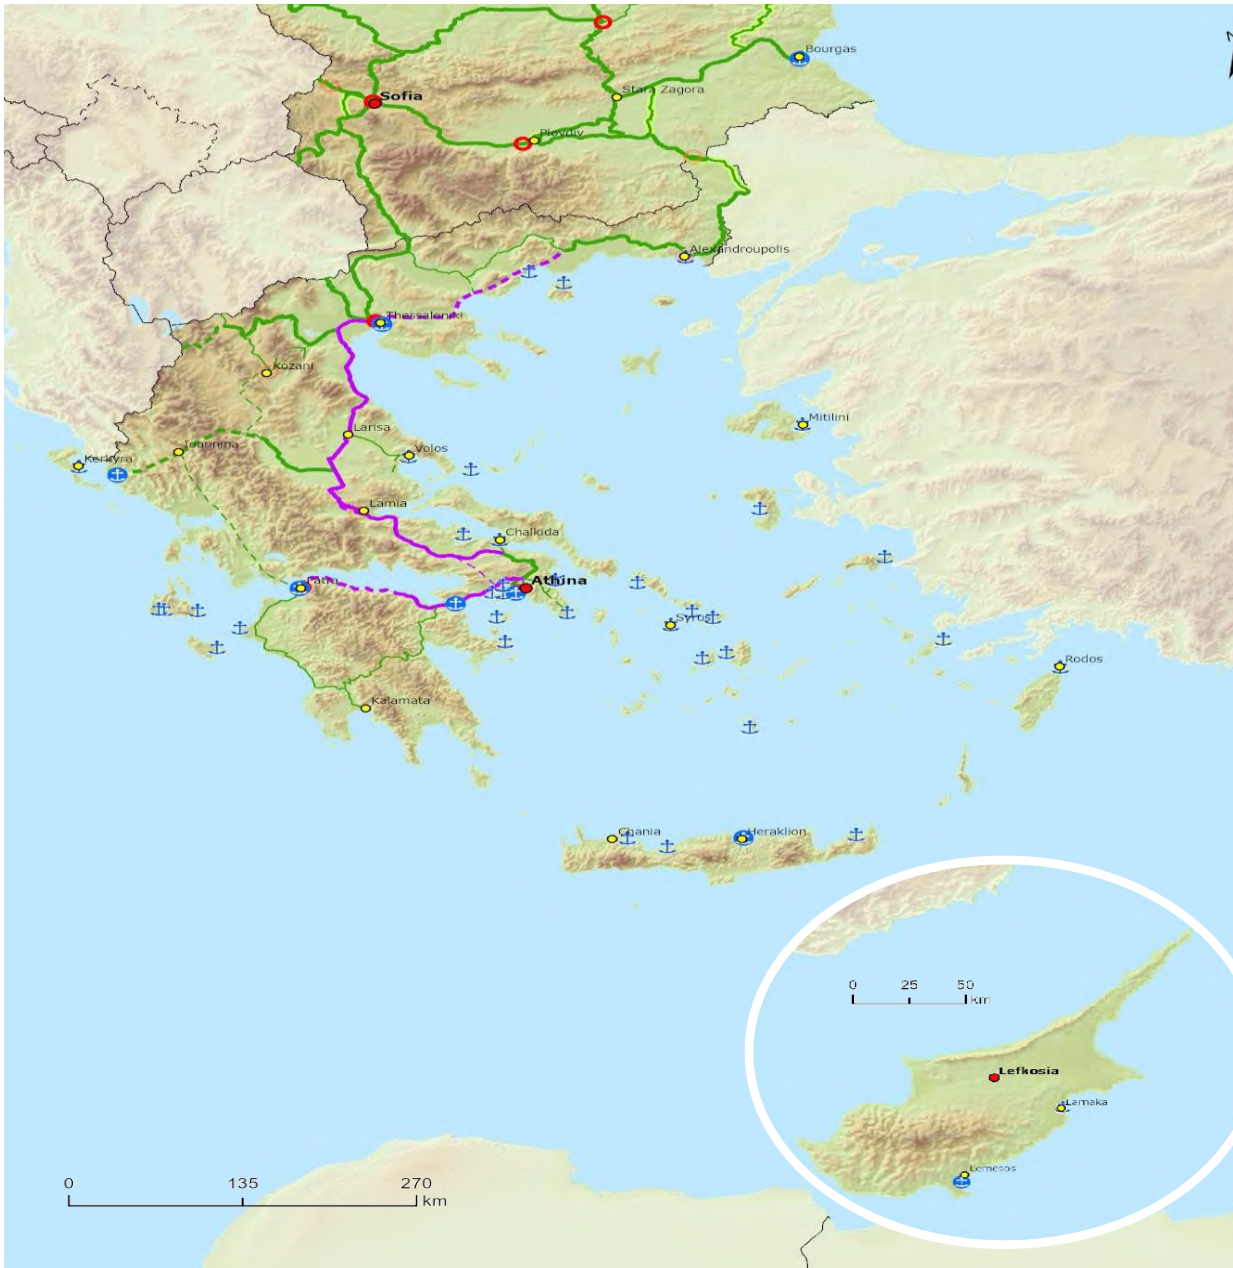 N
Bourgas
Stara Zagora
Sofia
Plovdiv
Alexandroupolis
Thessaloniki
Kozani
Mitilini
Larisa
Ioannina
Volos
Kerkyra
Lamia
Chalkida
Patra
Athina
Syros
Rodos
Kalamata
Chania
Heraklion
0 25 50
km
Lefkosia
Larnaka
Lemesos
0 135 270
km